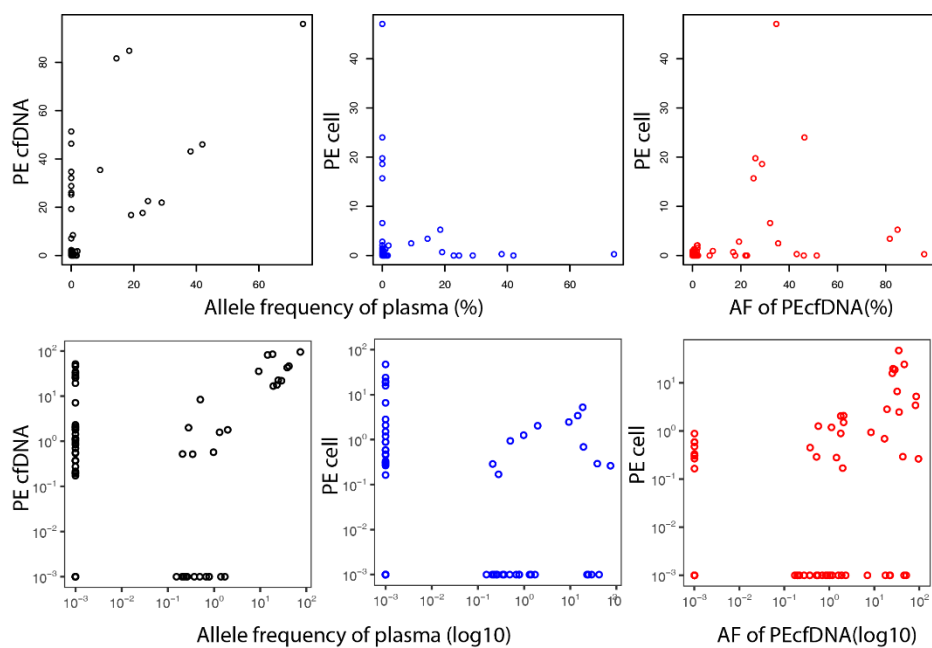 PE cfDNA
0 20 40 60 80
0 20 40 60
PE cell
0 10 20 30 40
0 20 40 60
Allele frequency of plasma (%)
PE cell
0 10 20 30 40
0 20 40 60 80
AF of PEcfDNA(%)
PE cfDNA
10² 10¹ 10⁰ 10⁻¹ 10⁻² 10⁻³
10⁻³ 10⁻² 10⁻¹ 10⁰ 10¹ 10²
PE cell
10² 10¹ 10⁰ 10⁻¹ 10⁻² 10⁻³
10⁻³ 10⁻² 10⁻¹ 10⁰ 10¹ 10²
Allele frequency of plasma (log10)
PE cell
10² 10¹ 10⁰ 10⁻¹ 10⁻² 10⁻³
10⁻³ 10⁻² 10⁻¹ 10⁰ 10¹ 10²
AF of PEcfDNA(log10)